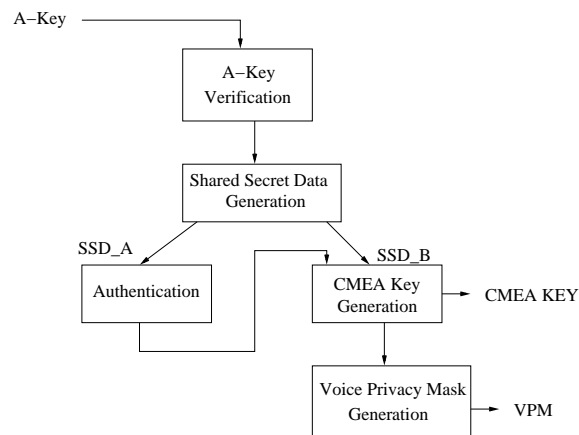 A−Key
A−Key
Verification
Shared Secret Data
Generation
SSD_A
SSD_B
Authentication
CMEA Key
Generation
CMEA KEY
Voice Privacy Mask
Generation
VPM